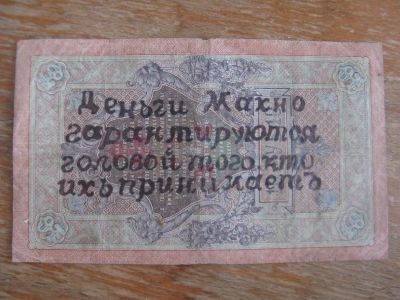 Деньги Махно
гарантируются
головой того, кто
ихъ принимаетъ